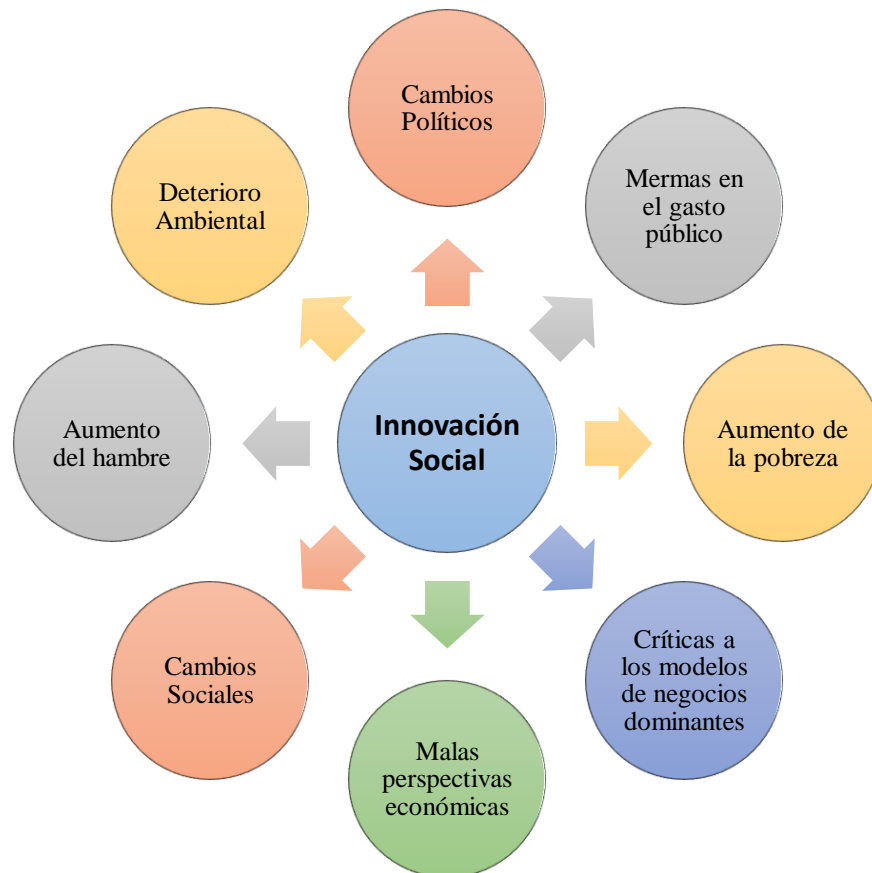 Cambios
Políticos
Mermas en
el gasto
público
Aumento de
la pobreza
Críticas a
los modelos
de negocios
dominantes
Malas
perspectivas
económicas
Cambios
Sociales
Aumento
del hambre
Deterioro
Ambiental
Innovación
Social